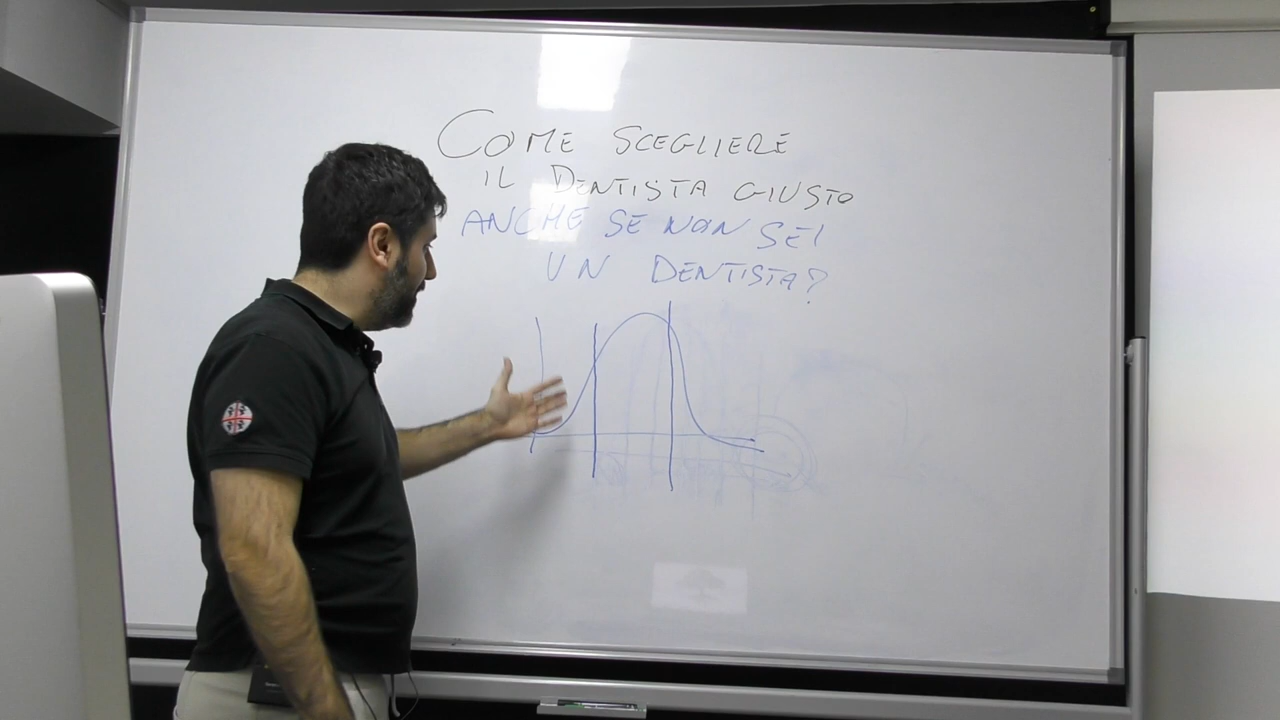 COME SCEGLIERE
IL DENTISTA GIUSTO
ANCHE SE NON SEI
UN DENTISTA?